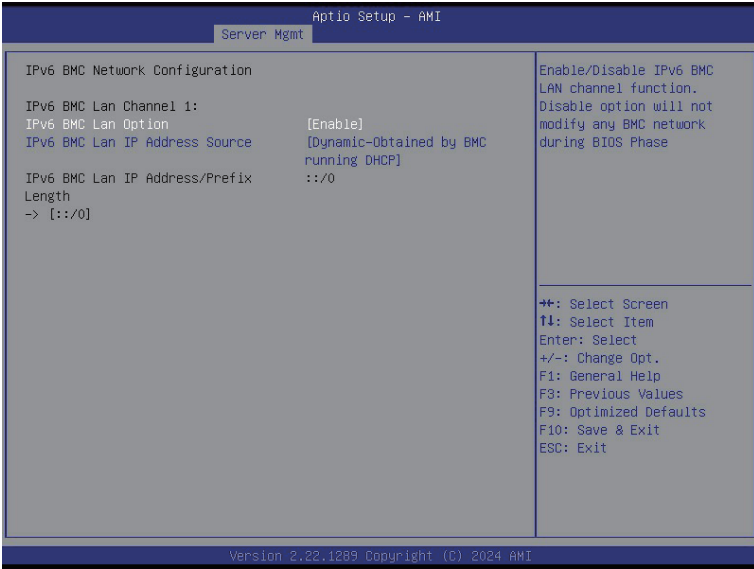 Aptio Setup – AMI
Server Mgmt
IPv6 BMC Network Configuration
IPv6 BMC Lan Channel 1:
IPv6 BMC Lan Option [Enable]
IPv6 BMC Lan IP Address Source [Dynamic-Obtained by BMC
running DHCP]
IPv6 BMC Lan IP Address/Prefix ::/0
Length
-> [::/0]
Enable/Disable IPv6 BMC
LAN channel function.
Disable option will not
modify any BMC network
during BIOS Phase
→←: Select Screen
↑↓: Select Item
Enter: Select
+/-: Change Opt.
F1: General Help
F3: Previous Values
F9: Optimized Defaults
F10: Save & Exit
ESC: Exit
Version 2.22.1289 Copyright (C) 2024 AMI